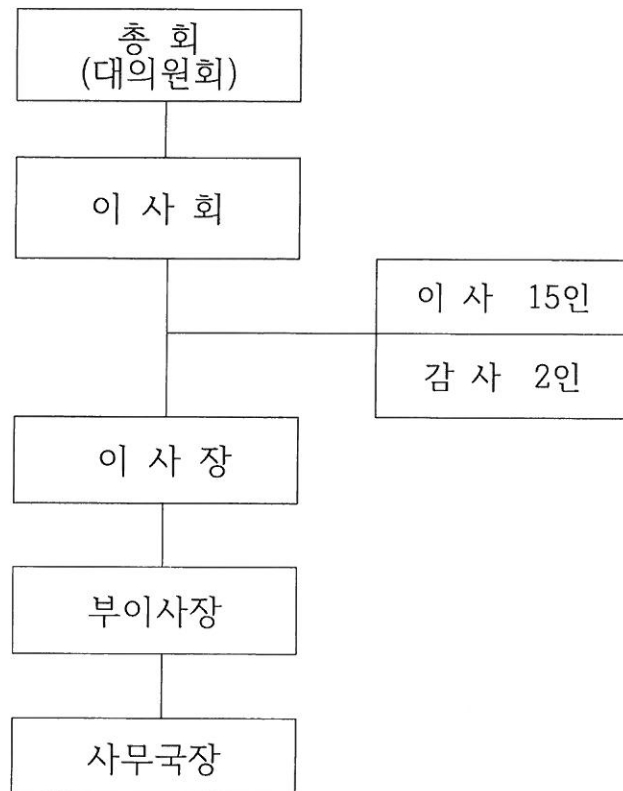 총 회
(대의원회)
이 사 회
이 사 15인
감 사 2인
이 사 장
부이사장
사무국장